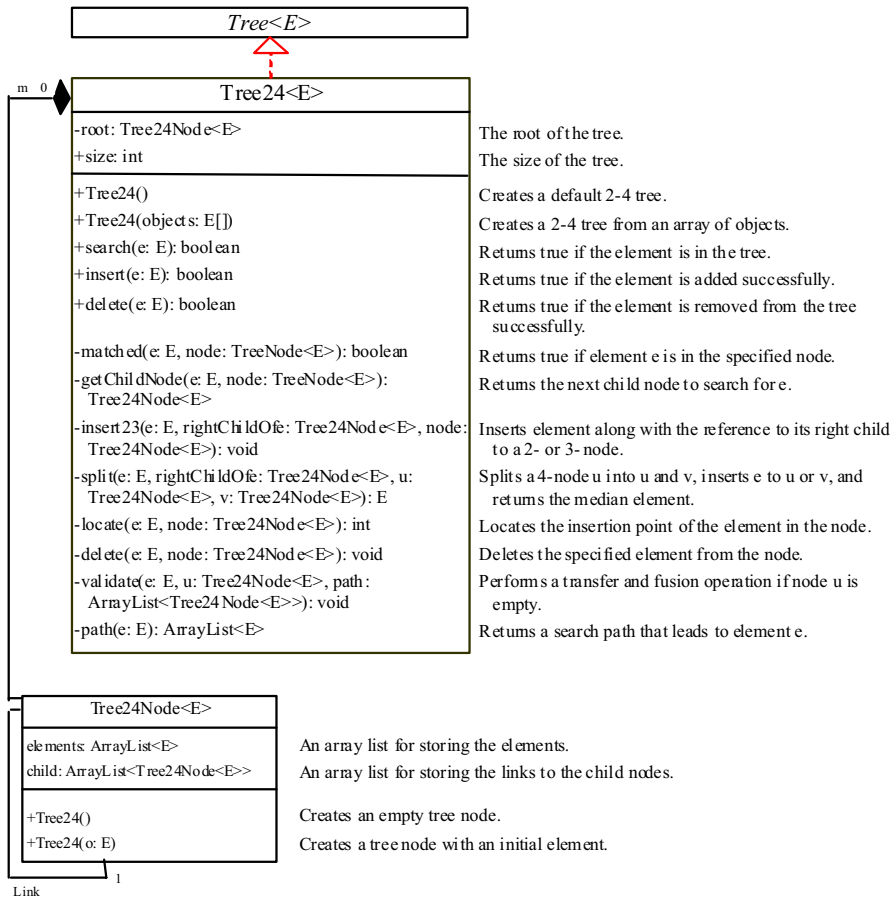 Tree<E>
m 0
Tree24<E>
-root: Tree24Node<E> The root of the tree.
+size: int The size of the tree.
+Tree24() Creates a default 2-4 tree.
+Tree24(objects: E[]) Creates a 2-4 tree from an array of objects.
+search(e: E): boolean Returns true if the element is in the tree.
+insert(e: E): boolean Returns true if the element is added successfully.
+delete(e: E): boolean Returns true if the element is removed from the tree
successfully.
-matched(e: E, node: TreeNode<E>): boolean Returns true if element e is in the specified node.
-getChildNode(e: E, node: TreeNode<E>): Returns the next child node to search for e.
Tree24Node<E>
-insert23(e: E, rightChildOfe: Tree24Node<E>, node: Inserts element along with the reference to its right child
Tree24Node<E>): void to a 2- or 3- node.
-split(e: E, rightChildOfe: Tree24Node<E>, u: Splits a 4-node u into u and v, inserts e to u or v, and
Tree24Node<E>, v: Tree24Node<E>): E returns the median element.
-locate(e: E, node: Tree24Node<E>): int Locates the insertion point of the element in the node.
-delete(e: E, node: Tree24Node<E>): void Deletes the specified element from the node.
-validate(e: E, u: Tree24Node<E>, path: Performs a transfer and fusion operation if node u is
ArrayList<Tree24Node<E>>): void empty.
-path(e: E): ArrayList<E> Returns a search path that leads to element e.
Tree24Node<E>
elements: ArrayList<E> An array list for storing the elements.
child: ArrayList<Tree24Node<E>> An array list for storing the links to the child nodes.
+Tree24() Creates an empty tree node.
+Tree24(o: E) Creates a tree node with an initial element.
1
Link